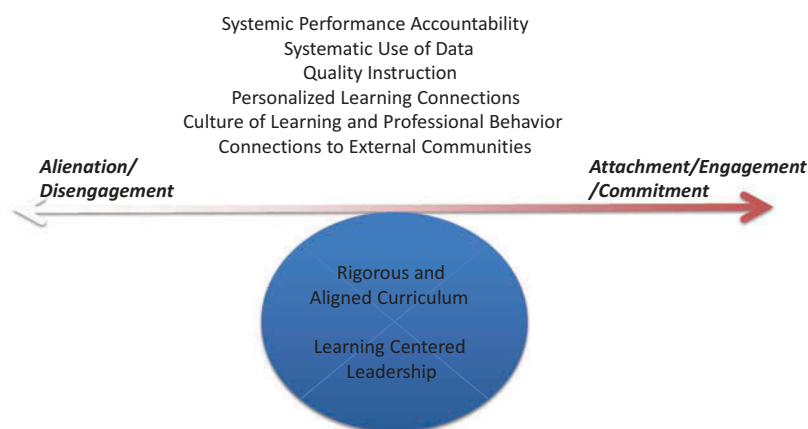 Systemic Performance Accountability
Systematic Use of Data
Quality Instruction
Personalized Learning Connections
Culture of Learning and Professional Behavior
Connections to External Communities
Alienation/
Disengagement
Attachment/Engagement
/Commitment
Rigorous and
Aligned Curriculum
Learning Centered
Leadership